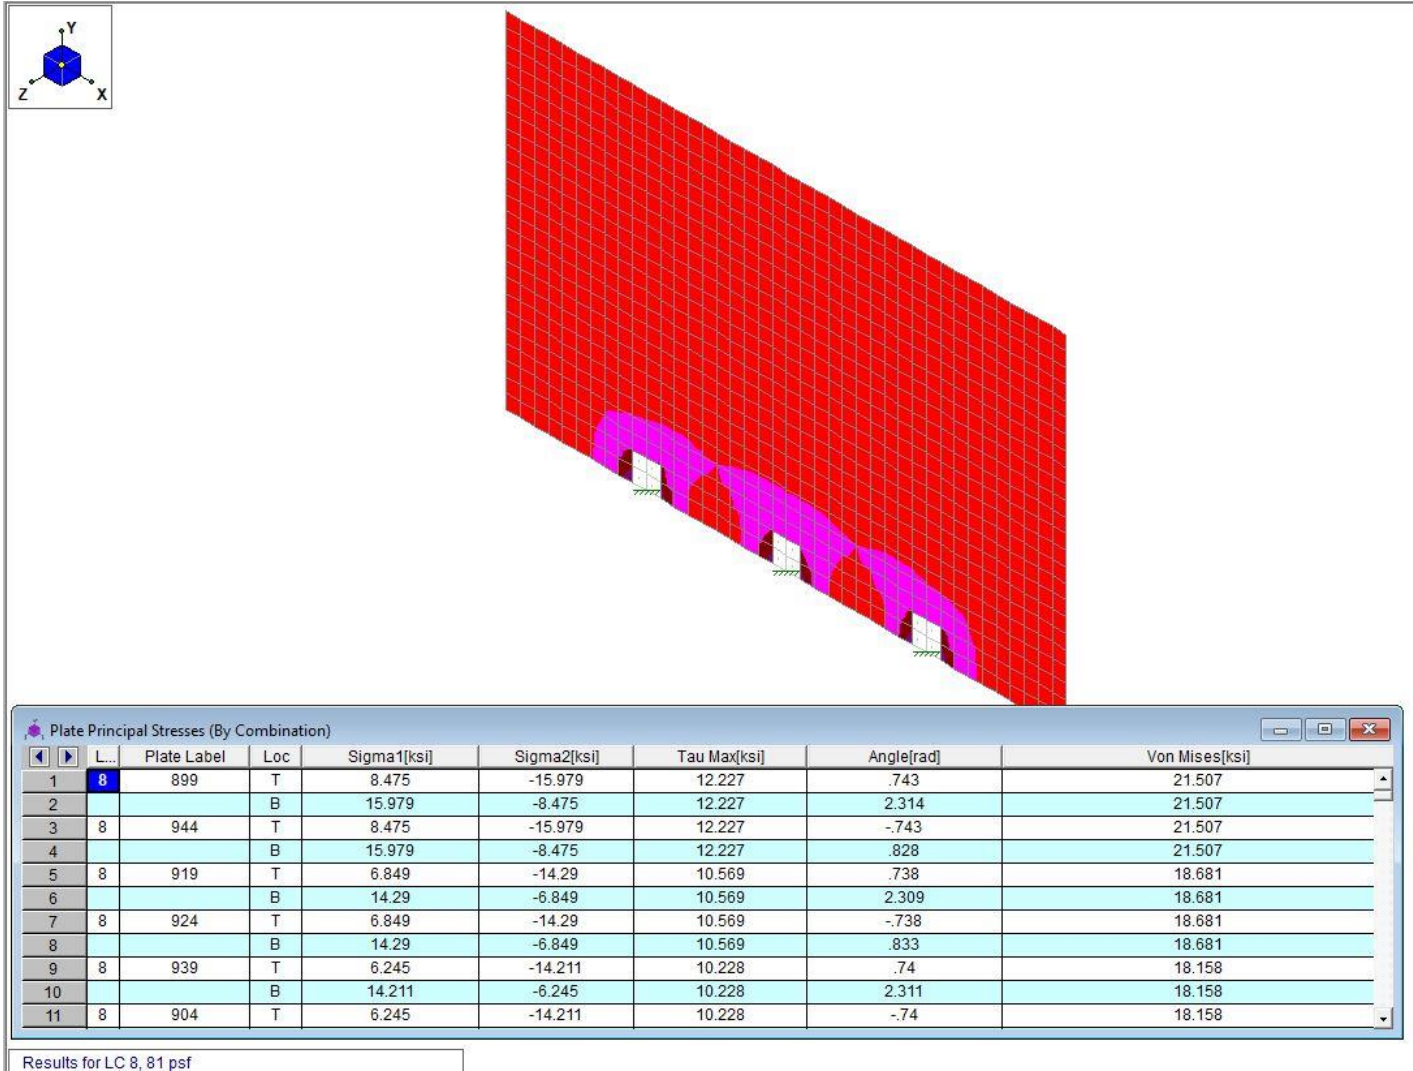 Y
Z X
Plate Principal Stresses (By Combination)
L... Plate Label Loc Sigma1[ksi] Sigma2[ksi] Tau Max[ksi] Angle[rad] Von Mises[ksi]
1 8 899 T 8.475 -15.979 12.227 .743 21.507
2 B 15.979 -8.475 12.227 2.314 21.507
3 8 944 T 8.475 -15.979 12.227 -.743 21.507
4 B 15.979 -8.475 12.227 .828 21.507
5 8 919 T 6.849 -14.29 10.569 .738 18.681
6 B 14.29 -6.849 10.569 2.309 18.681
7 8 924 T 6.849 -14.29 10.569 -.738 18.681
8 B 14.29 -6.849 10.569 .833 18.681
9 8 939 T 6.245 -14.211 10.228 .74 18.158
10 B 14.211 -6.245 10.228 2.311 18.158
11 8 904 T 6.245 -14.211 10.228 -.74 18.158
Results for LC 8, 81 psf